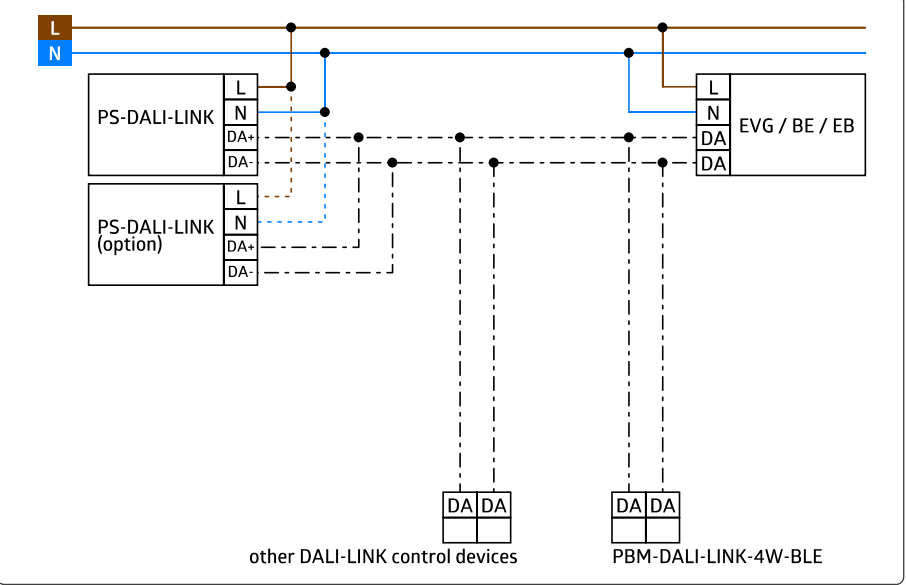 L
N
PS-DALI-LINK
L
N
DA+
DA-
L
N
DA
DA
EVG / BE / EB
PS-DALI-LINK
(option)
L
N
DA+
DA-
DA DA
DA DA
other DALI-LINK control devices
PBM-DALI-LINK-4W-BLE